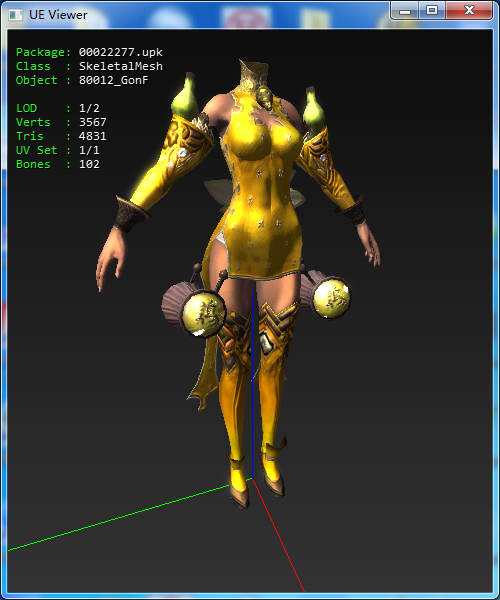 UE Viewer
Package: 00022277.upk
Class : SkeletalMesh
Object : 80012_GonF
LOD : 1/2
Verts : 3567
Tris : 4831
UV Set : 1/1
Bones : 102